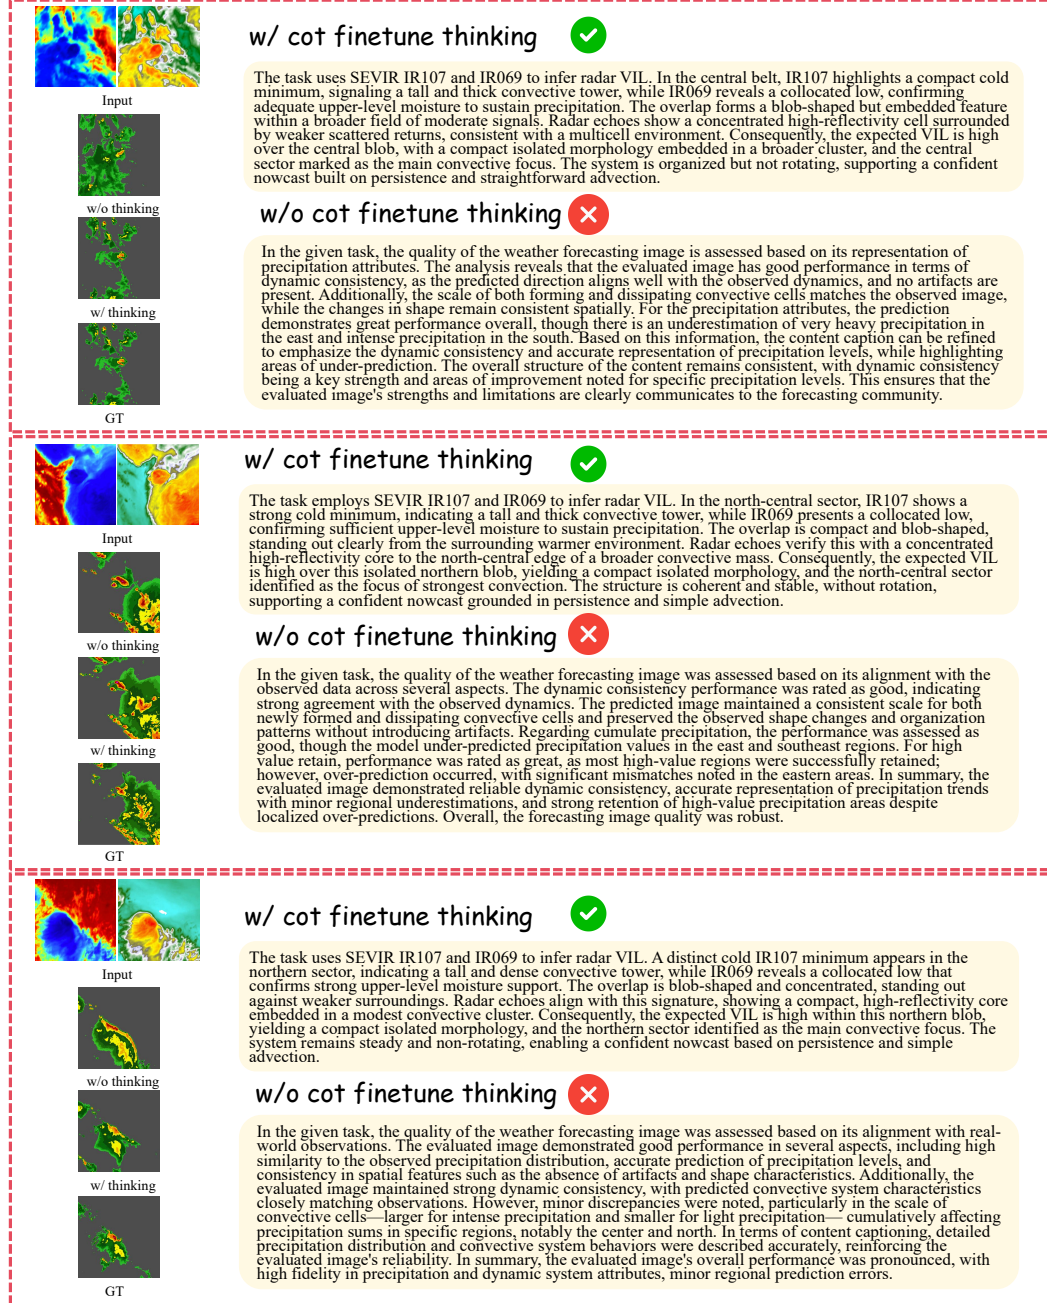 w/ cot finetune thinking
The task uses SEVIR IR107 and IR069 to infer radar VIL. In the central belt, IR107 highlights a compact cold
minimum, signaling a tall and thick convective tower, while IR069 reveals a collocated low, confirming
adequate upper-level moisture to sustain precipitation. The overlap forms a blob-shaped but embedded feature
within a broader field of moderate signals. Radar echoes show a concentrated high-reflectivity cell surrounded
by weaker scattered returns, consistent with a multicell environment. Consequently, the expected VIL is high
over the central blob, with a compact isolated morphology embedded in a broader cluster, and the central
sector marked as the main convective focus. The system is organized but not rotating, supporting a confident
nowcast built on persistence and straightforward advection.
Input
w/o thinking
w/ thinking
GT
w/o cot finetune thinking
In the given task, the quality of the weather forecasting image is assessed based on its representation of
precipitation attributes. The analysis reveals that the evaluated image has good performance in terms of
dynamic consistency, as the predicted direction aligns well with the observed dynamics, and no artifacts are
present. Additionally, the scale of both forming and dissipating convective cells matches the observed image,
while the changes in shape remain consistent spatially. For the precipitation attributes, the prediction
demonstrates great performance overall, though there is an underestimation of very heavy precipitation in
the east and intense precipitation in the south. Based on this information, the content caption can be refined
to emphasize the dynamic consistency and accurate representation of precipitation levels, while highlighting
areas of under-prediction. The overall structure of the content remains consistent, with dynamic consistency
being a key strength and areas of improvement noted for specific precipitation levels. This ensures that the
evaluated image's strengths and limitations are clearly communicates to the forecasting community.
w/ cot finetune thinking
The task employs SEVIR IR107 and IR069 to infer radar VIL. In the north-central sector, IR107 shows a
strong cold minimum, indicating a tall and thick convective tower, while IR069 presents a collocated low,
confirming sufficient upper-level moisture to sustain precipitation. The overlap is compact and blob-shaped,
standing out clearly from the surrounding warmer environment. Radar echoes verify this with a concentrated
high-reflectivity core to the north-central edge of a broader convective mass. Consequently, the expected VIL
is high over this isolated northern blob, yielding a compact isolated morphology, and the north-central sector
identified as the focus of strongest convection. The structure is coherent and stable, without rotation,
supporting a confident nowcast grounded in persistence and simple advection.
Input
w/o thinking
w/ thinking
GT
w/o cot finetune thinking
In the given task, the quality of the weather forecasting image was assessed based on its alignment with the
observed data across several aspects. The dynamic consistency performance was rated as good, indicating
strong agreement with the observed dynamics. The predicted image maintained a consistent scale for both
newly formed and dissipating convective cells and preserved the observed shape changes and organization
patterns without introducing artifacts. Regarding cumulate precipitation, the performance was assessed as
good, though the model under-predicted precipitation values in the east and southeast regions. For high
value retain, performance was rated as great, as most high-value regions were successfully retained;
however, over-prediction occurred, with significant mismatches noted in the eastern areas. In summary, the
evaluated image demonstrated reliable dynamic consistency, accurate representation of precipitation trends
with minor regional underestimations, and strong retention of high-value precipitation areas despite
localized over-predictions. Overall, the forecasting image quality was robust.
w/ cot finetune thinking
The task uses SEVIR IR107 and IR069 to infer radar VIL. A distinct cold IR107 minimum appears in the
northern sector, indicating a tall and dense convective tower, while IR069 reveals a collocated low that
confirms strong upper-level moisture support. The overlap is blob-shaped and concentrated, standing out
against weaker surroundings. Radar echoes align with this signature, showing a compact, high-reflectivity core
embedded in a modest convective cluster. Consequently, the expected VIL is high within this northern blob,
yielding a compact isolated morphology, and the northern sector identified as the main convective focus. The
system remains steady and non-rotating, enabling a confident nowcast based on persistence and simple
advection.
Input
w/o thinking
w/ thinking
GT
w/o cot finetune thinking
In the given task, the quality of the weather forecasting image was assessed based on its alignment with real-
world observations. The evaluated image demonstrated good performance in several aspects, including high
similarity to the observed precipitation distribution, accurate prediction of precipitation levels, and
consistency in spatial features such as the absence of artifacts and shape characteristics. Additionally, the
evaluated image maintained strong dynamic consistency, with predicted convective system characteristics
closely matching observations. However, minor discrepancies were noted, particularly in the scale of
convective cells—larger for intense precipitation and smaller for light precipitation— cumulatively affecting
precipitation sums in specific regions, notably the center and north. In terms of content captioning, detailed
precipitation distribution and convective system behaviors were described accurately, reinforcing the
evaluated image's reliability. In summary, the evaluated image's overall performance was pronounced, with
high fidelity in precipitation and dynamic system attributes, minor regional prediction errors.